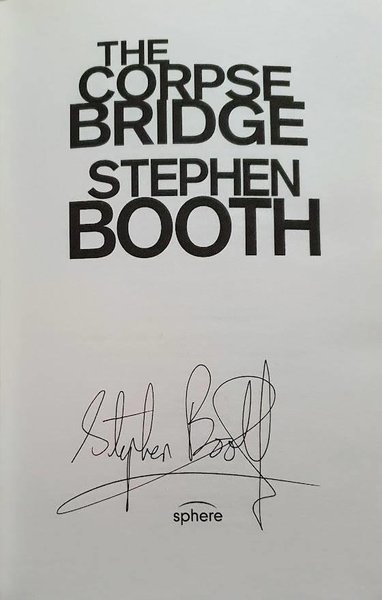 THE
CORPSE
BRIDGE
STEPHEN
BOOTH
Stephen Booth
sphere